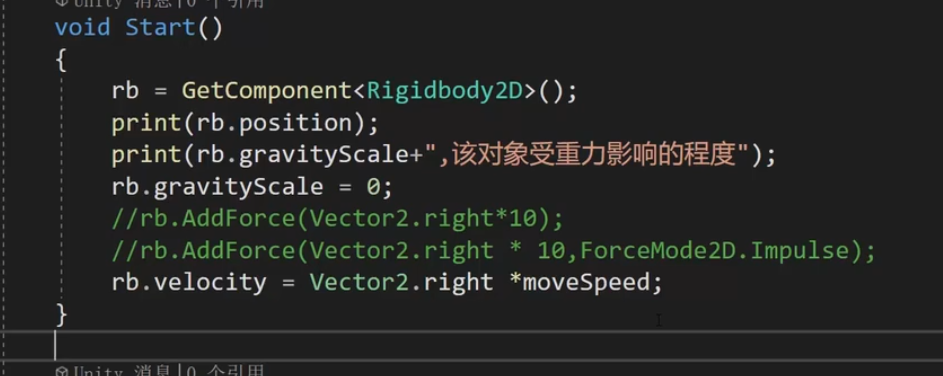 Unity 消息|0 个引用
void Start()
{
rb = GetComponent<Rigidbody2D>();
print(rb.position);
print(rb.gravityScale+",该对象受重力影响的程度");
rb.gravityScale = 0;
//rb.AddForce(Vector2.right*10);
//rb.AddForce(Vector2.right * 10,ForceMode2D.Impulse);
rb.velocity = Vector2.right *moveSpeed;
}
Unity 消息|0 个引用